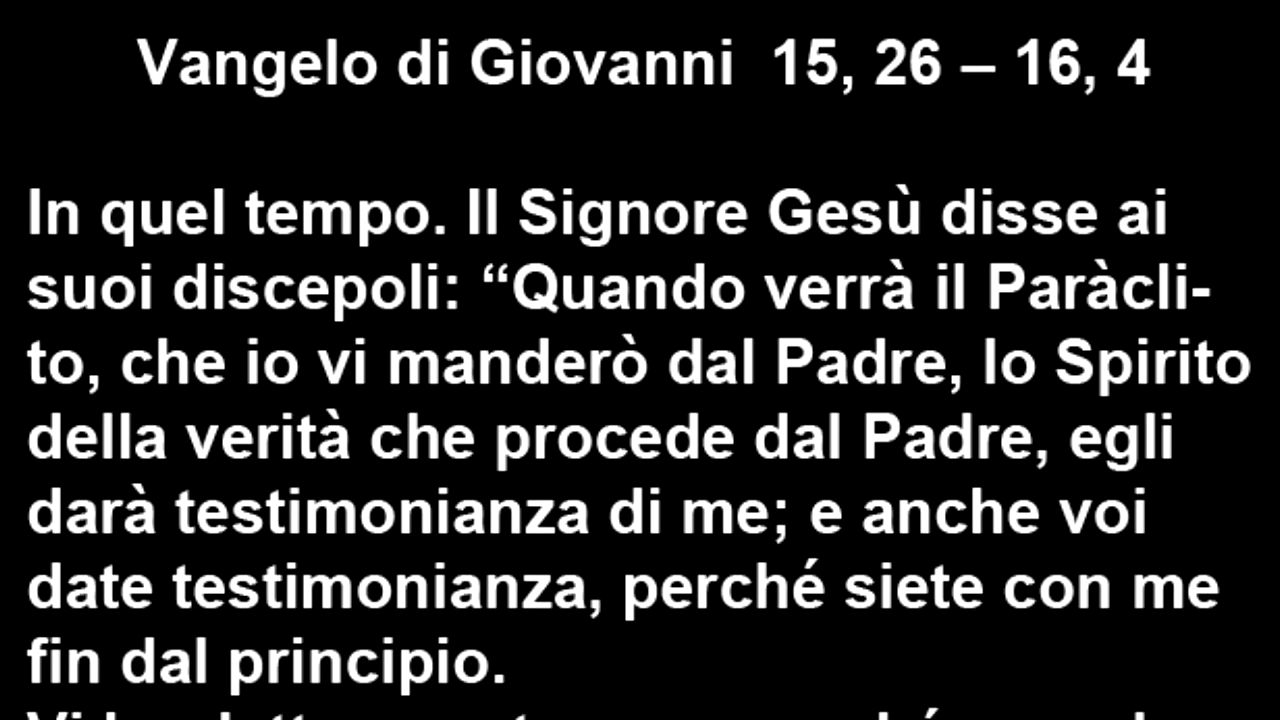 Vangelo di Giovanni 15, 26 – 16, 4
In quel tempo. Il Signore Gesù disse ai
suoi discepoli: “Quando verrà il Paràcli-
to, che io vi manderò dal Padre, lo Spirito
della verità che procede dal Padre, egli
darà testimonianza di me; e anche voi
date testimonianza, perché siete con me
fin dal principio.